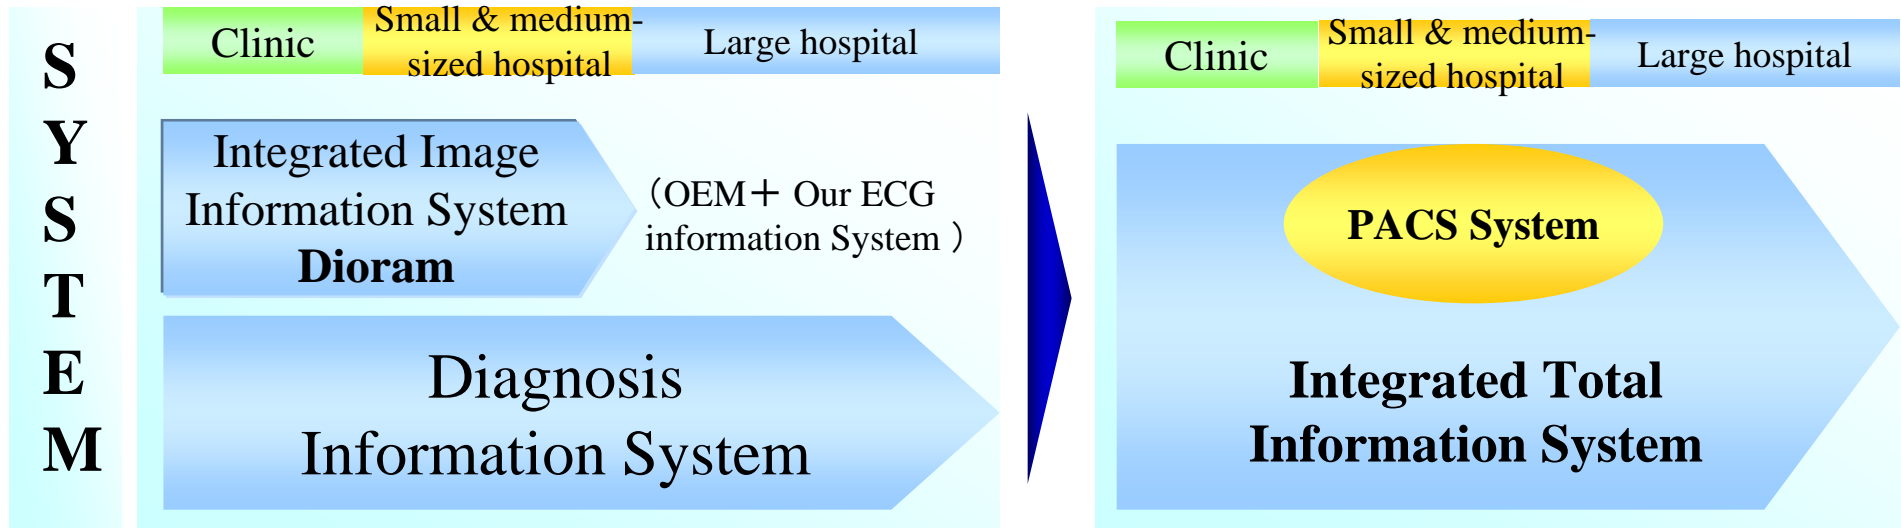 SYSTEM
Clinic
Small & medium-
sized hospital
Large hospital
Integrated Image
Information System
Dioram
（OEM＋ Our ECG
information System ）
Diagnosis
Information System
Clinic
Small & medium-
sized hospital
Large hospital
PACS System
Integrated Total
Information System